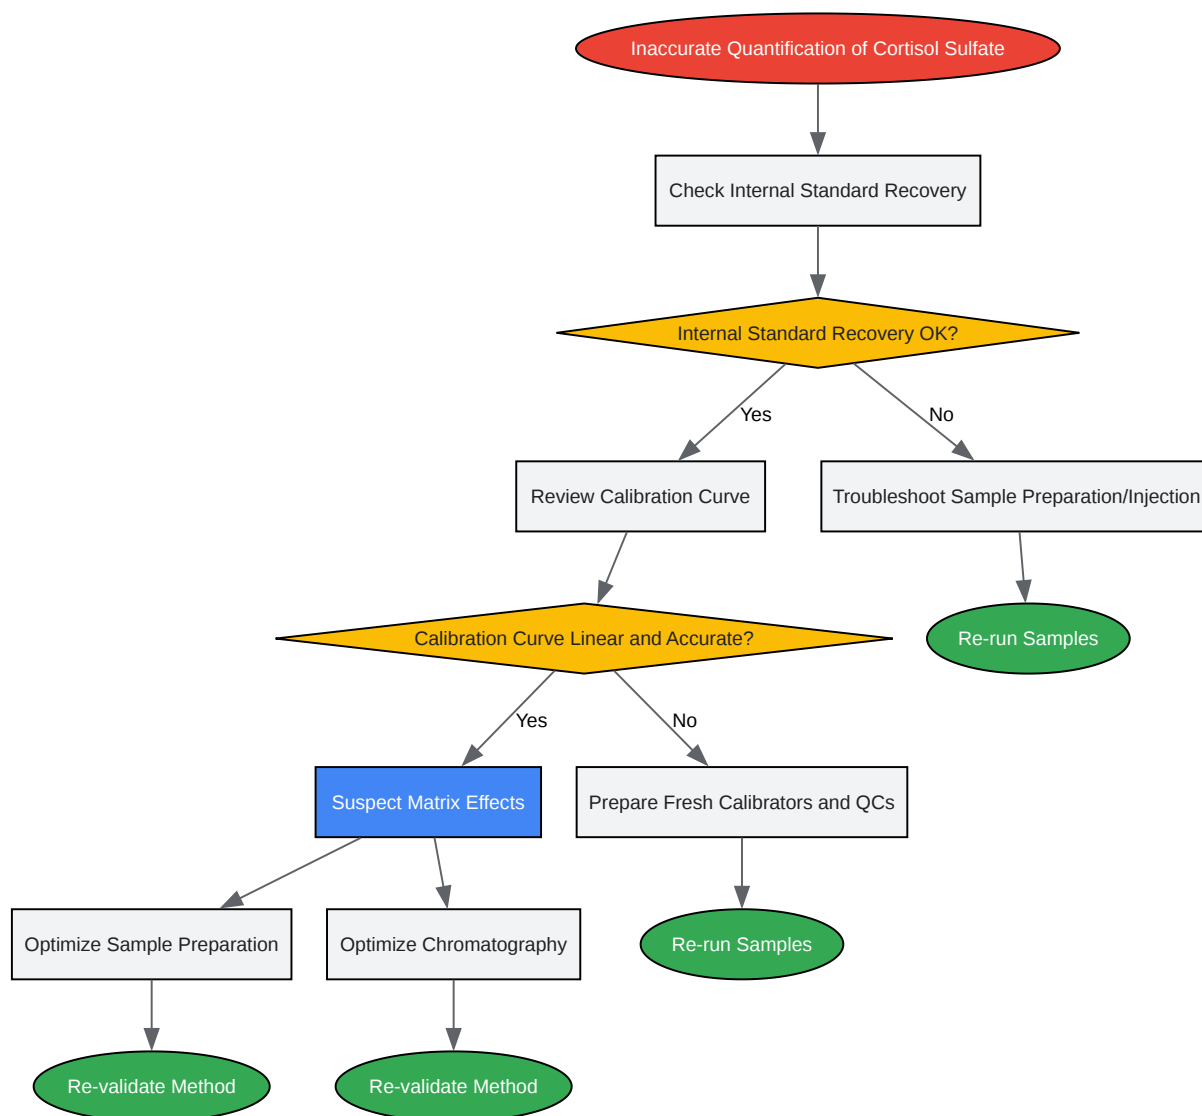 Inaccurate Quantification of Cortisol Sulfate
Check Internal Standard Recovery
Internal Standard Recovery OK?
Yes
No
Review Calibration Curve
Troubleshoot Sample Preparation/Injection
Calibration Curve Linear and Accurate?
Re-run Samples
Yes
No
Suspect Matrix Effects
Prepare Fresh Calibrators and QCs
Optimize Sample Preparation
Optimize Chromatography
Re-run Samples
Re-validate Method
Re-validate Method